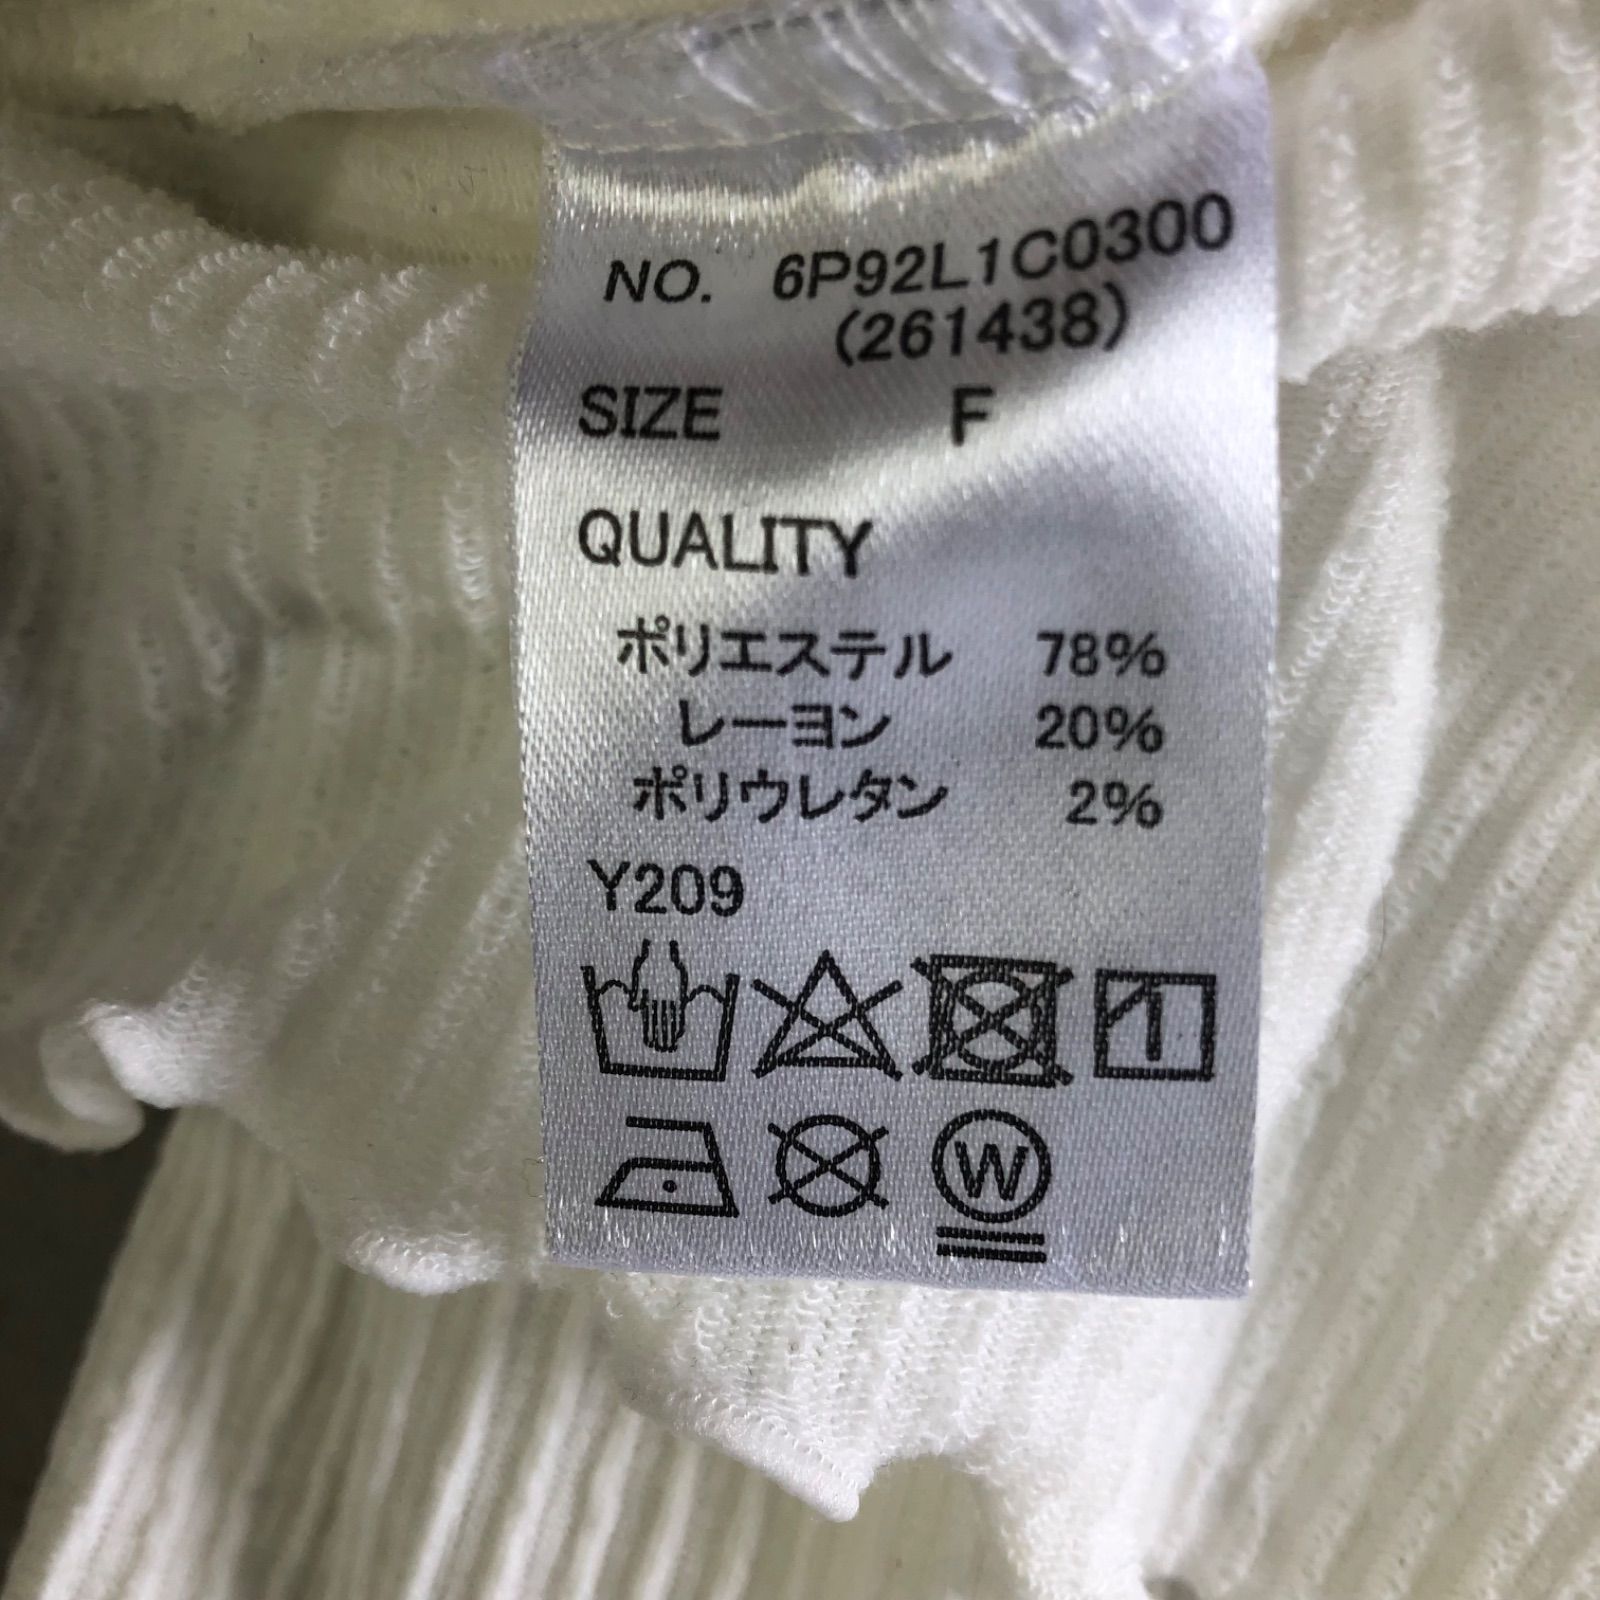 NO. 6P92L1C0300
(261438)
SIZE F
QUALITY
ポリエステル 78%
レーヨン 20%
ポリウレタン 2%
Y209
W